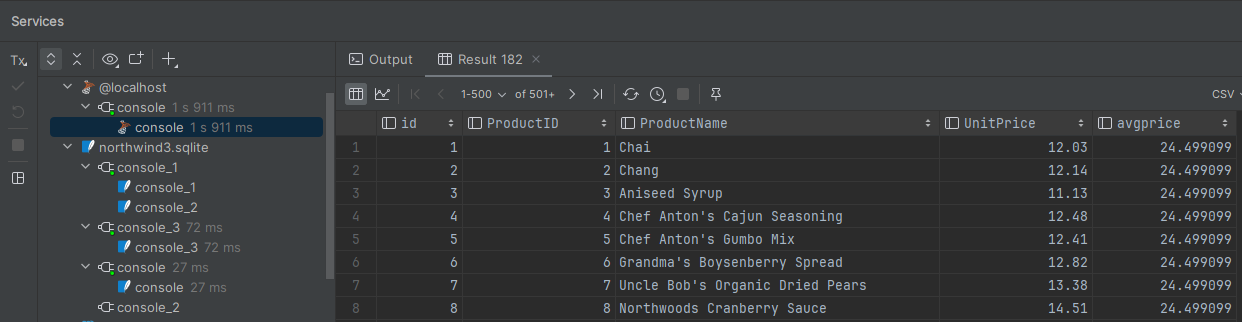 Services
Tx
@localhost
console 1 s 911 ms
console 1 s 911 ms
northwind3.sqlite
console_1
console_1
console_2
console_3 72 ms
console_3 72 ms
console 27 ms
console 27 ms
console_2
Output Result 182
1-500 of 501+ CSV
id ProductID ProductName UnitPrice avgprice
1 1 1 Chai 12.03 24.499099
2 2 2 Chang 12.14 24.499099
3 3 3 Aniseed Syrup 11.13 24.499099
4 4 4 Chef Anton's Cajun Seasoning 12.48 24.499099
5 5 5 Chef Anton's Gumbo Mix 12.41 24.499099
6 6 6 Grandma's Boysenberry Spread 12.82 24.499099
7 7 7 Uncle Bob's Organic Dried Pears 13.38 24.499099
8 8 8 Northwoods Cranberry Sauce 14.51 24.499099